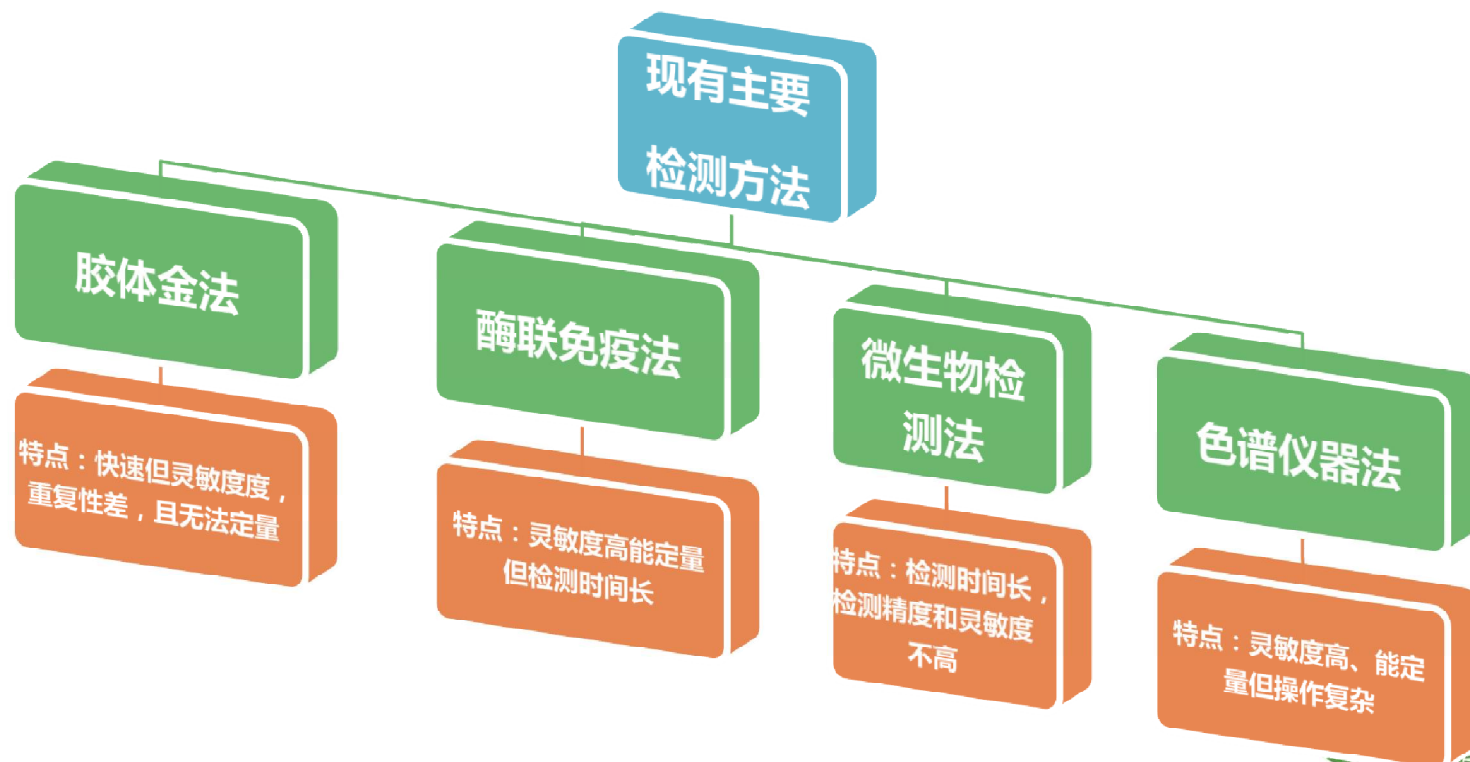 现有主要
检测方法
胶体金法
酶联免疫法
微生物检
测法
色谱仪器法
特点：快速但灵敏度度，
重复性差，且无法定量
特点：灵敏度高能定量
但检测时间长
特点：检测时间长，
检测精度和灵敏度
不高
特点：灵敏度高、能定
量但操作复杂